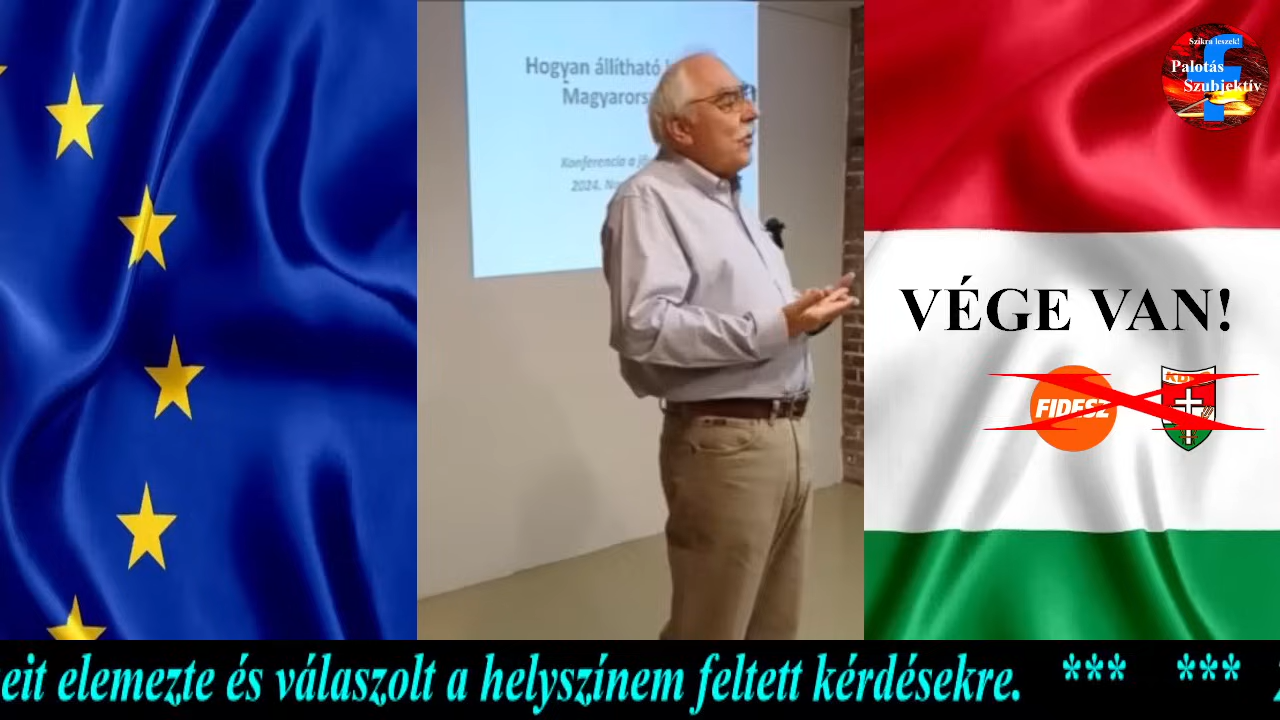 Hogyan állítható
Magyarors
Konferencia a
2024.
Szikra leszek!
Palotás
Szubjektív
VÉGE VAN!
FIDESZ
KDNP
eit elemezte és válaszolt a helyszínem feltett kérdésekre. *** ***